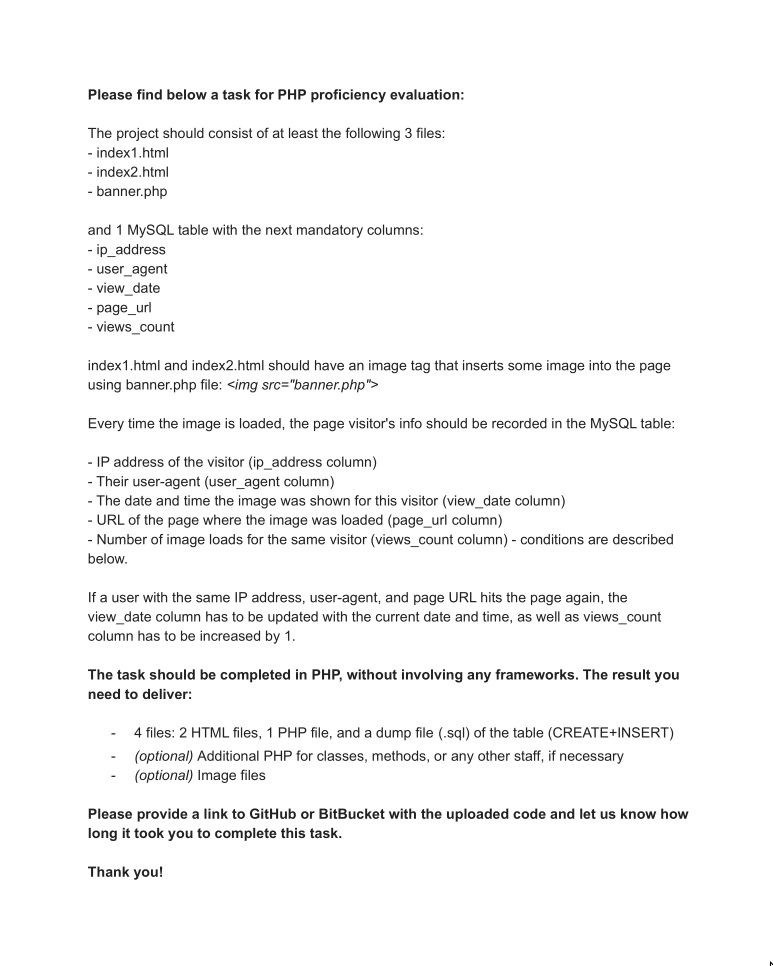 Please find below a task for PHP proficiency evaluation:
The project should consist of at least the following 3 files:
- index1.html
- index2.html
- banner.php
and 1 MySQL table with the next mandatory columns:
- ip_address
- user_agent
- view_date
- page_url
- views_count
index1.html and index2.html should have an image tag that inserts some image into the page
using banner.php file: <img src="banner.php">
Every time the image is loaded, the page visitor's info should be recorded in the MySQL table:
- IP address of the visitor (ip_address column)
- Their user-agent (user_agent column)
- The date and time the image was shown for this visitor (view_date column)
- URL of the page where the image was loaded (page_url column)
- Number of image loads for the same visitor (views_count column) - conditions are described
below.
If a user with the same IP address, user-agent, and page URL hits the page again, the
view_date column has to be updated with the current date and time, as well as views_count
column has to be increased by 1.
The task should be completed in PHP, without involving any frameworks. The result you
need to deliver:
- 4 files: 2 HTML files, 1 PHP file, and a dump file (.sql) of the table (CREATE+INSERT)
- (optional) Additional PHP for classes, methods, or any other staff, if necessary
- (optional) Image files
Please provide a link to GitHub or BitBucket with the uploaded code and let us know how
long it took you to complete this task.
Thank you!